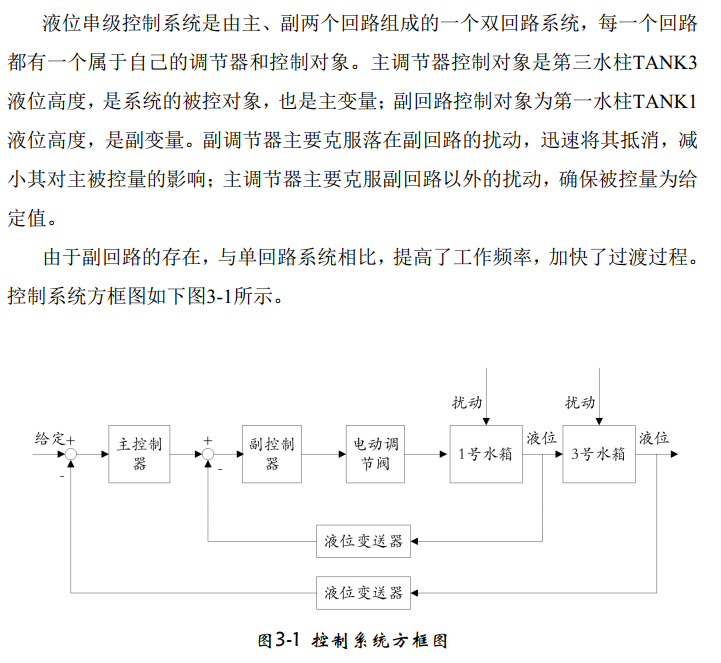 液位串级控制系统是由主、副两个回路组成的一个双回路系统，每一个回路
都有一个属于自己的调节器和控制对象。主调节器控制对象是第三水柱TANK3
液位高度，是系统的被控对象，也是主变量；副回路控制对象为第一水柱TANK1
液位高度，是副变量。副调节器主要克服落在副回路的扰动，迅速将其抵消，减
小其对主被控量的影响；主调节器主要克服副回路以外的扰动，确保被控量为给
定值。
由于副回路的存在，与单回路系统相比，提高了工作频率，加快了过渡过程。
控制系统方框图如下图3-1所示。
扰动
扰动
给定
+
-
主控制
器
+
-
副控制
器
电动调
节阀
1号水箱
液位
3号水箱
液位
液位变送器
液位变送器
图3-1 控制系统方框图